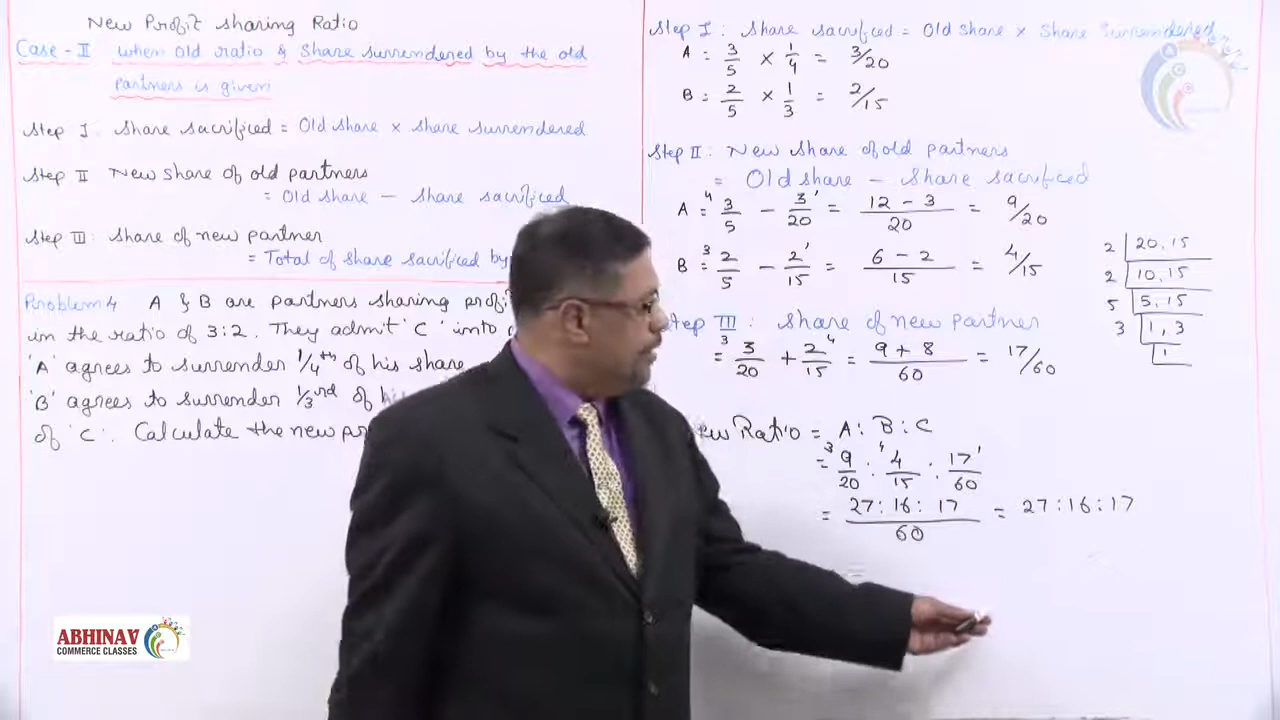 New Profit sharing Ratio
Case - II when Old ratio & Share surrendered by the old
partners is given
Step I: Share sacrificed = Old share × share surrendered
Step II New share of old partners
= Old share – share sacrificed
Step III: Share of new partner
= Total of share sacrificed by
Problem 4 A & B are partners sharing
in the ratio of 3:2. They admit 'C' into
'A' agrees to surrender 1/4th of his share
'B' agrees to surrender 1/3rd of
of 'C'. Calculate the new
ABHINAV
COMMERCE CLASSES
Step I: Share sacrificed = Old share × Share surrendered
A = 3/5 × 1/4 = 3/20
B = 2/5 × 1/3 = 2/15
Step II: New share of old partners
= Old share – share sacrificed
A = 4 3/5 – 3/20 1 = 12 – 3 / 20 = 9/20
B = 3 2/5 – 2/15 1 = 6 – 2 / 15 = 4/15
2 | 20, 15
2 | 10, 15
5 | 5, 15
3 | 1, 3
1
Step III: Share of new partner
= 3 3/20 + 2/15 4 = 9 + 8 / 60 = 17/60
Ratio = A : B : C
= 3 9/20 : 4 4/15 : 17/60 1
= 27 : 16 : 17 / 60 = 27 : 16 : 17